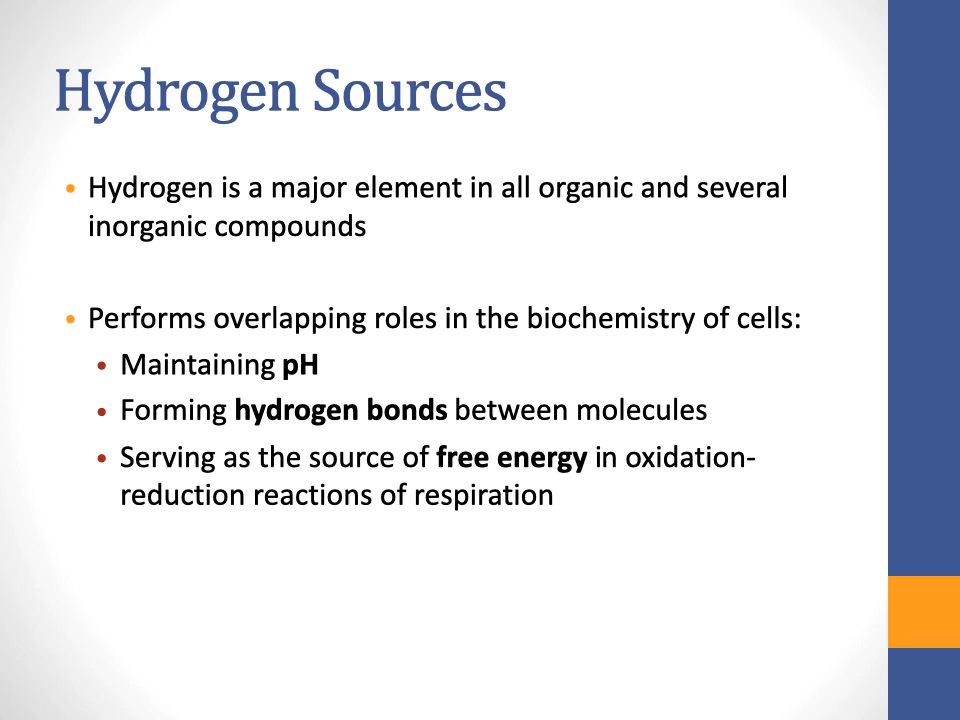 Hydrogen Sources
• Hydrogen is a major element in all organic and several
inorganic compounds
• Performs overlapping roles in the biochemistry of cells:
• Maintaining pH
• Forming hydrogen bonds between molecules
• Serving as the source of free energy in oxidation-
reduction reactions of respiration